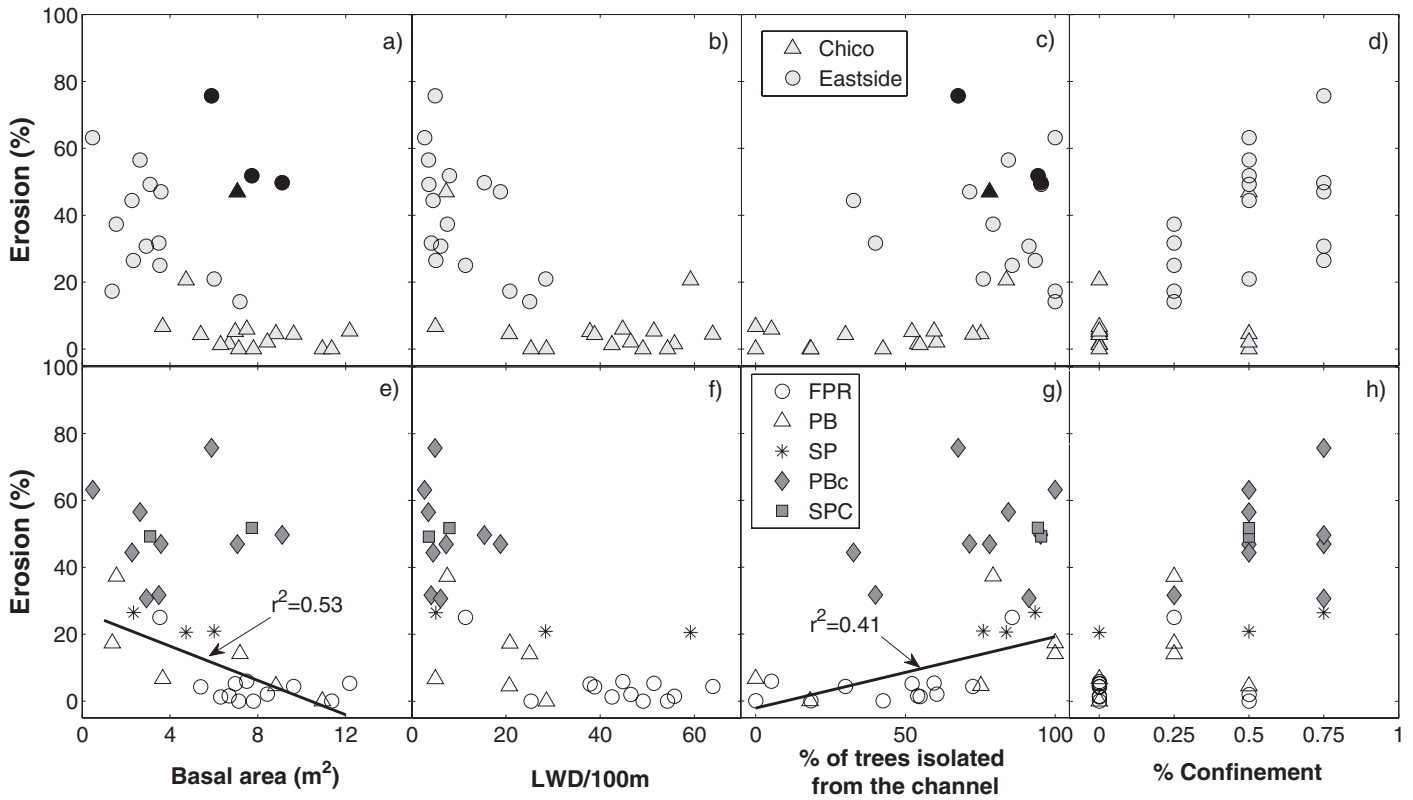 a)
b)
c)
d)
Chico
Eastside
Erosion (%)
100
80
60
40
20
0
e)
f)
g)
h)
FPR
PB
SP
PBc
SPC
r²=0.53
r²=0.41
Erosion (%)
100
80
60
40
20
0
0 4 8 12
0 20 40 60
0 50 100
0 0.25 0.5 0.75 1
Basal area (m²)
LWD/100m
% of trees isolated
from the channel
% Confinement